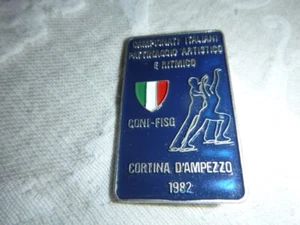 CAMPIONATI ITALIANI
PATTINAGGIO ARTISTICO
E RITMICO
CONI-FISG
CORTINA D'AMPEZZO
1982